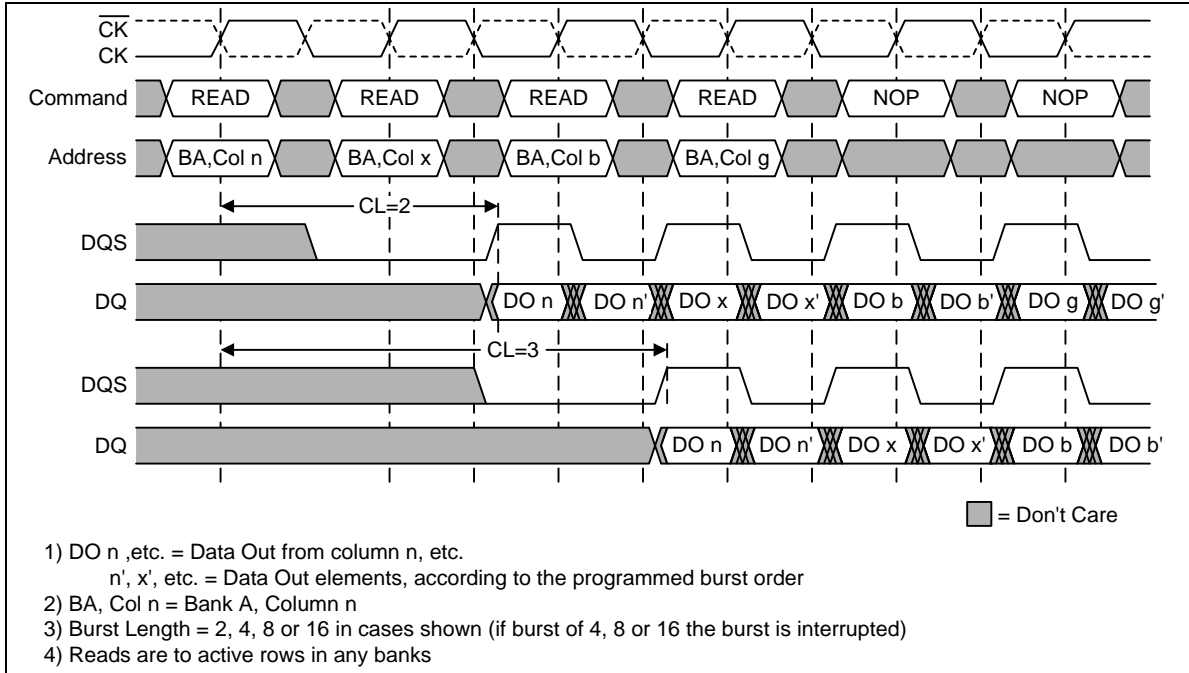 CK
CK
Command READ READ READ READ NOP NOP
Address BA,Col n BA,Col x BA,Col b BA,Col g
CL=2
DQS
DQ DO n DO n' DO x DO x' DO b DO b' DO g DO g'
CL=3
DQS
DQ DO n DO n' DO x DO x' DO b DO b'
= Don't Care
1) DO n ,etc. = Data Out from column n, etc.
n', x', etc. = Data Out elements, according to the programmed burst order
2) BA, Col n = Bank A, Column n
3) Burst Length = 2, 4, 8 or 16 in cases shown (if burst of 4, 8 or 16 the burst is interrupted)
4) Reads are to active rows in any banks